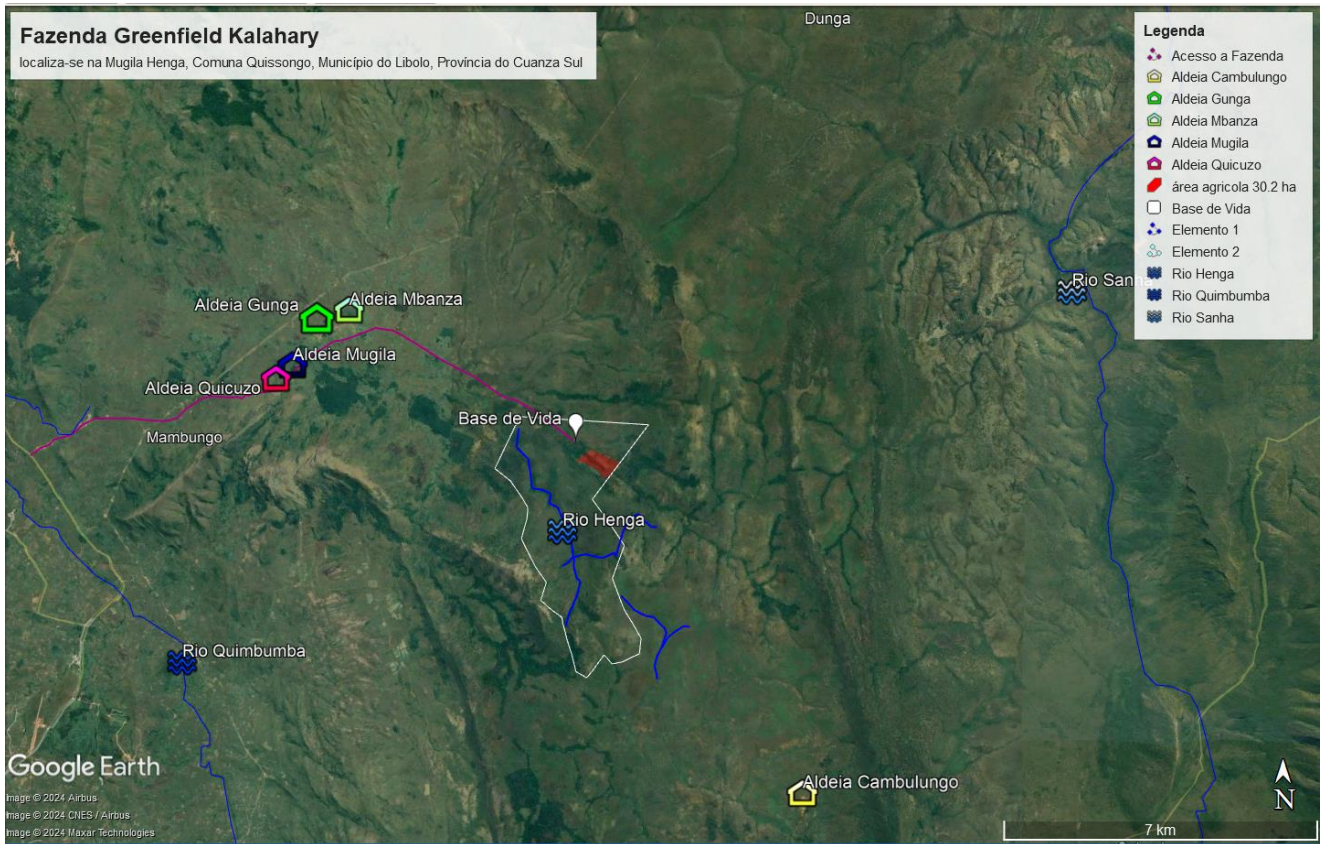 Fazenda Greenfield Kalahary
localiza-se na Mugila Henga, Comuna Quissongo, Município do Libolo, Província do Cuanza Sul
Dunga
Legenda
Acesso a Fazenda
Aldeia Cambulungo
Aldeia Gunga
Aldeia Mbanza
Aldeia Mugila
Aldeia Quicuzo
área agricola 30.2 ha
Base de Vida
Elemento 1
Elemento 2
Rio Henga
Rio Quimbumba
Rio Sanha
Rio Sanha
Aldeia Gunga
Aldeia Mbanza
Aldeia Mugila
Aldeia Quicuzo
Base de Vida
Mambungo
Rio Henga
Rio Quimbumba
Aldeia Cambulungo
Google Earth
Image © 2024 Airbus
Image © 2024 CNES / Airbus
Image © 2024 Maxar Technologies
N
7 km